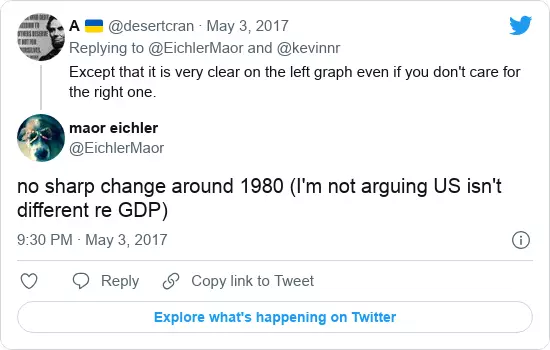 A 🇺🇦 @desertcran · May 3, 2017
Replying to @EichlerMaor and @kevinnr
Except that it is very clear on the left graph even if you don't care for
the right one.
maor eichler
@EichlerMaor
no sharp change around 1980 (I'm not arguing US isn't
different re GDP)
9:30 PM · May 3, 2017
Reply
Copy link to Tweet
Explore what's happening on Twitter